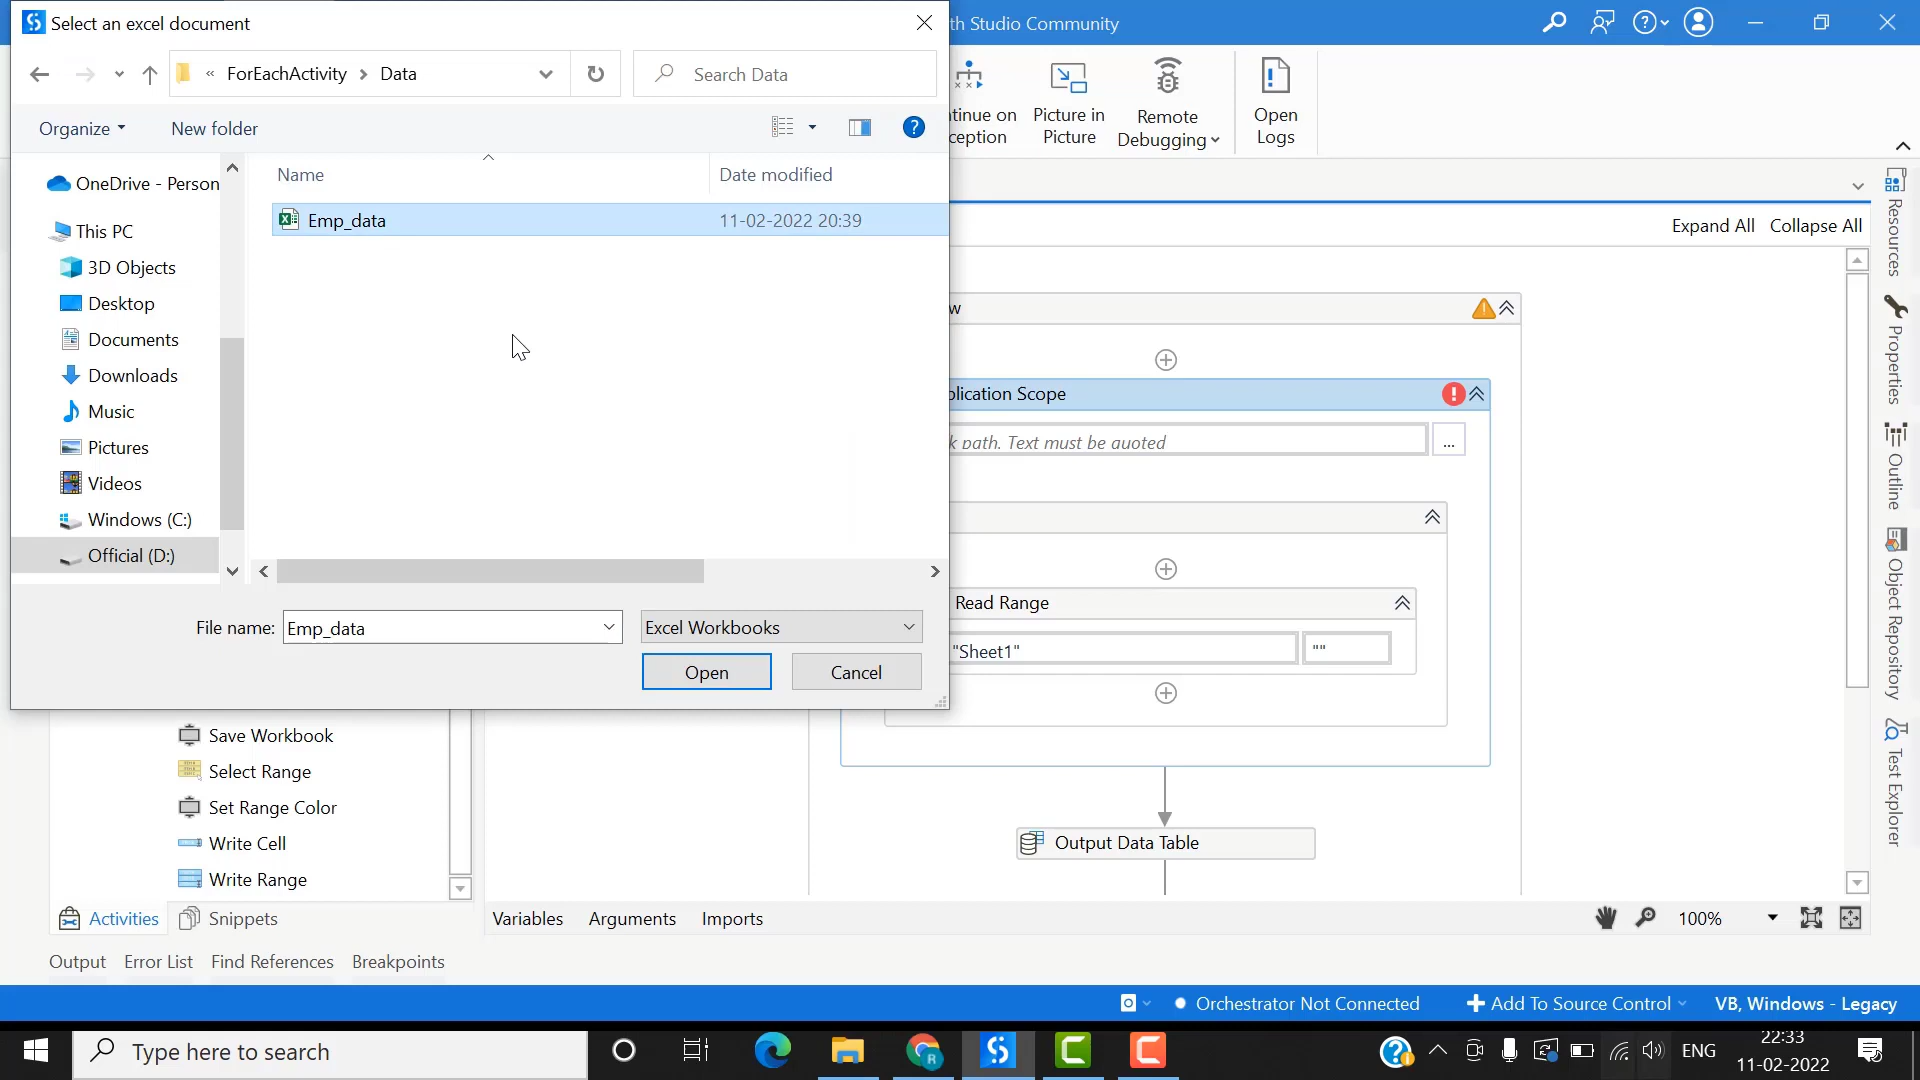 Select an excel document
th Studio Community
« ForEachActivity > Data
Search Data
Organize
New folder
tinue on
ception
Picture in
Picture
Remote
Debugging
Open
Logs
Name
Date modified
Emp_data
11-02-2022 20:39
OneDrive - Person
This PC
3D Objects
Desktop
Documents
Downloads
Music
Pictures
Videos
Windows (C:)
Official (D:)
File name:
Emp_data
Excel Workbooks
Open
Cancel
Expand All
Collapse All
w
plication Scope
k path. Text must be quoted
...
Read Range
"Sheet1"
""
Output Data Table
Resources
Properties
Outline
Object Repository
Test Explorer
Save Workbook
Select Range
Set Range Color
Write Cell
Write Range
Activities
Snippets
Variables
Arguments
Imports
100%
Output
Error List
Find References
Breakpoints
Orchestrator Not Connected
Add To Source Control
VB, Windows - Legacy
Type here to search
R
ENG
22:33
11-02-2022